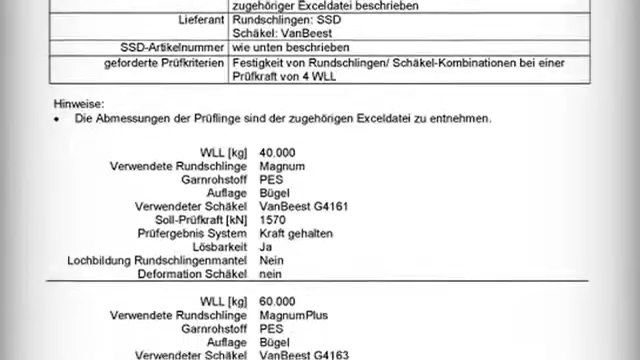 zugehöriger Exceldatei beschrieben
Lieferant Rundschlingen: SSD
Schäkel: VanBeest
SSD-Artikelnummer wie unten beschrieben
geforderte Prüfkriterien Festigkeit von Rundschlingen/ Schäkel-Kombinationen bei einer
Prüfkraft von 4 WLL
Hinweise:
• Die Abmessungen der Prüflinge sind der zugehörigen Exceldatei zu entnehmen.
WLL [kg] 40.000
Verwendete Rundschlinge Magnum
Garnrohstoff PES
Auflage Bügel
Verwendeter Schäkel VanBeest G4161
Soll-Prüfkraft [kN] 1570
Prüfergebnis System Kraft gehalten
Lösbarkeit Ja
Lochbildung Rundschlingenmantel Nein
Deformation Schäkel nein
WLL [kg] 60.000
Verwendete Rundschlinge MagnumPlus
Garnrohstoff PES
Auflage Bügel
Verwendeter Schäkel VanBeest G4163